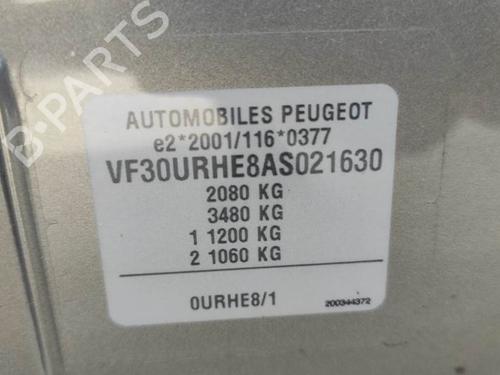 AUTOMOBILES PEUGEOT
e2*2001/116*0377
VF30URHE8AS021630
2080 KG
3480 KG
1 1200 KG
2 1060 KG
0URHE8/1
200344372